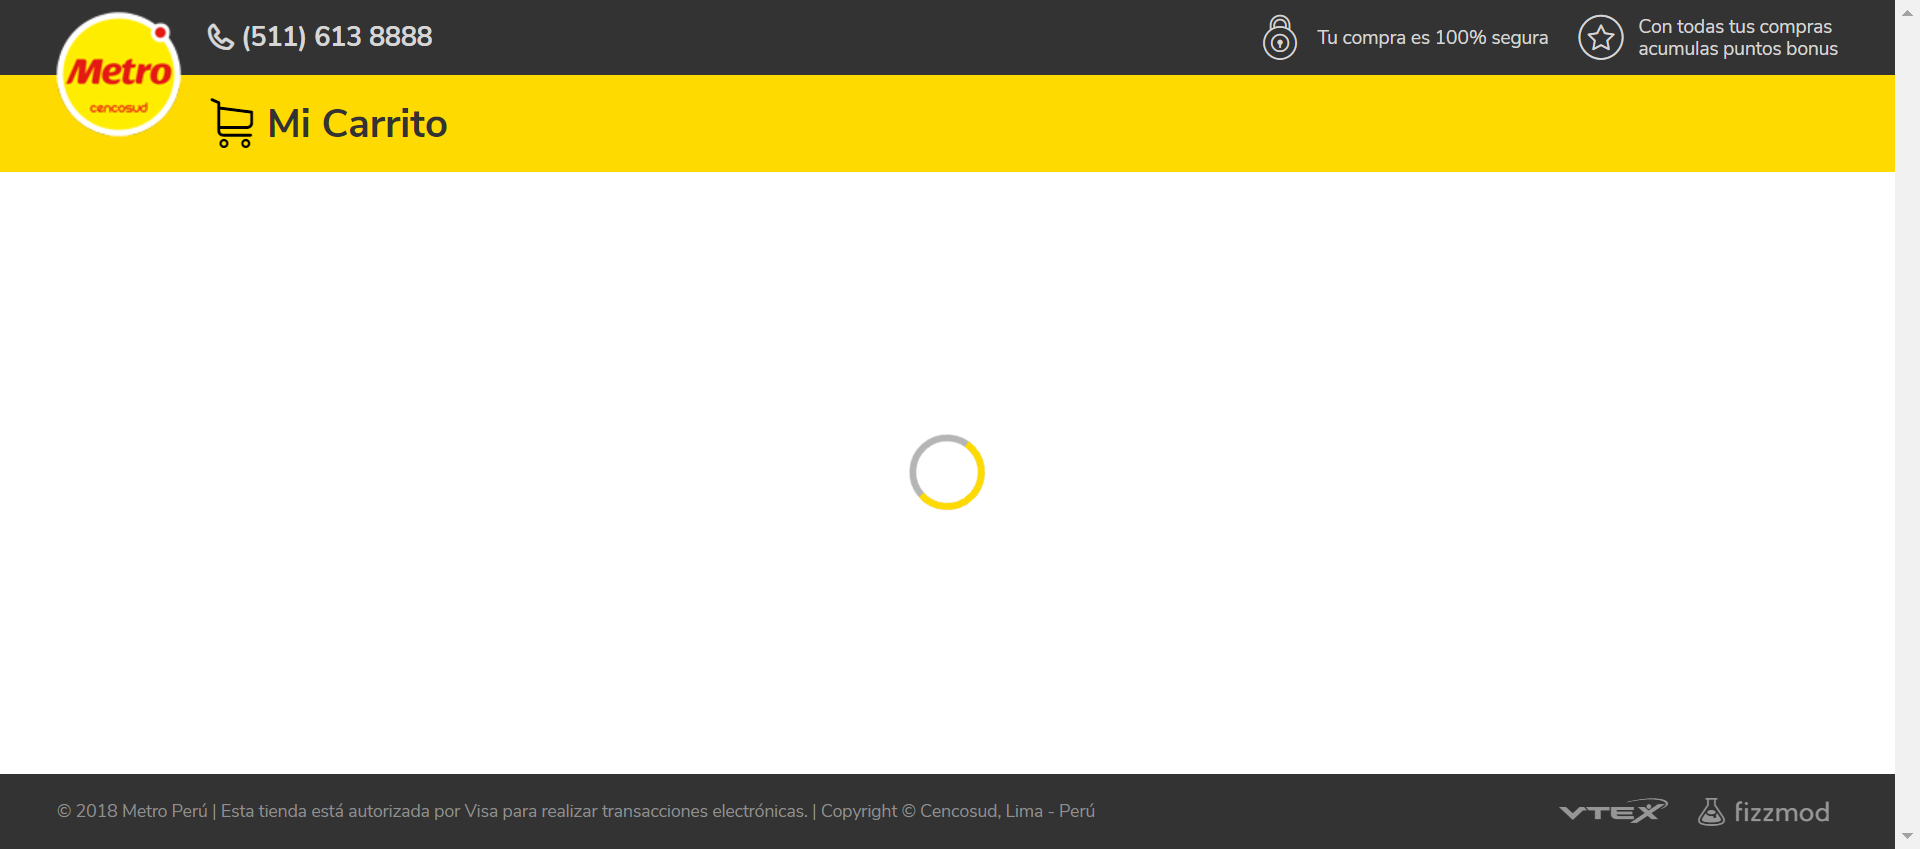 Metro
cencosud
(511) 613 8888
Tu compra es 100% segura
Con todas tus compras
acumulas puntos bonus
Mi Carrito
© 2018 Metro Perú | Esta tienda está autorizada por Visa para realizar transacciones electrónicas. | Copyright © Cencosud, Lima - Perú
VTEX
fizzmod